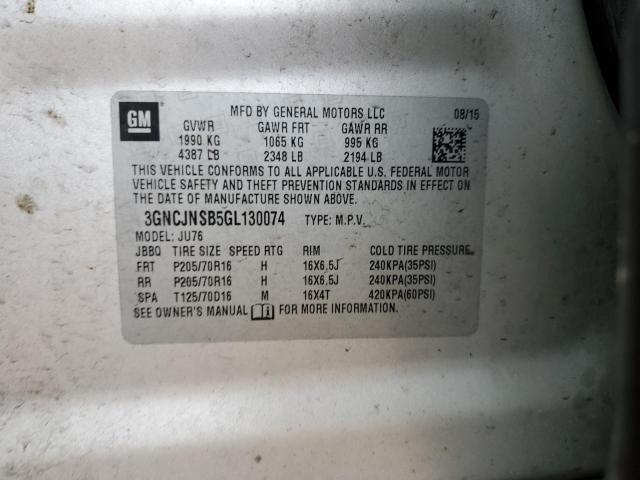 GM
MFD BY GENERAL MOTORS LLC 08/15
GVWR GAWR FRT GAWR RR
1990 KG 1065 KG 995 KG
4387 LB 2348 LB 2194 LB
THIS VEHICLE CONFORMS TO ALL APPLICABLE U.S. FEDERAL MOTOR
VEHICLE SAFETY AND THEFT PREVENTION STANDARDS IN EFFECT ON
THE DATE OF MANUFACTURE SHOWN ABOVE.
3GNCJNSB5GL130074 TYPE: M.P.V.
MODEL: JU76
JBBQ TIRE SIZE SPEED RTG RIM COLD TIRE PRESSURE
FRT P205/70R16 H 16X6.5J 240KPA(35PSI)
RR P205/70R16 H 16X6.5J 240KPA(35PSI)
SPA T125/70D16 M 16X4T 420KPA(60PSI)
SEE OWNER'S MANUAL FOR MORE INFORMATION.